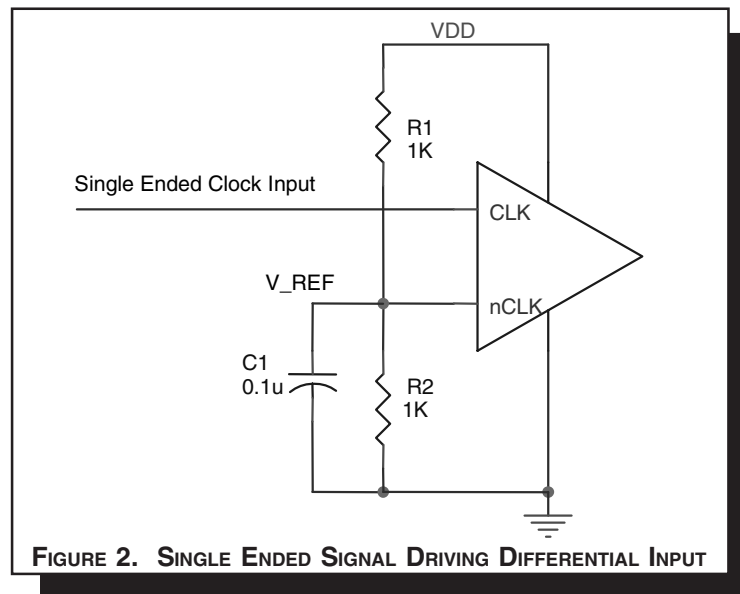 VDD
R1
1K
Single Ended Clock Input
CLK
V_REF
nCLK
C1
0.1u
R2
1K
FIGURE 2. SINGLE ENDED SIGNAL DRIVING DIFFERENTIAL INPUT